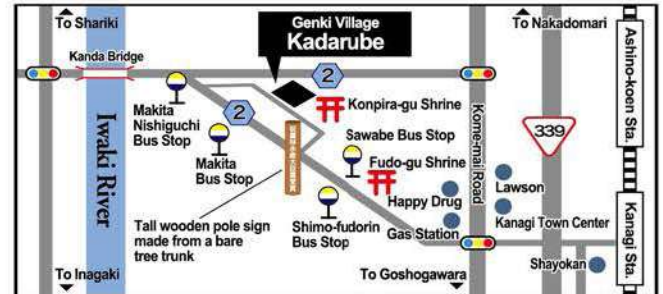 To Shariki
Genki Village
Kadarube
To Nakadomari
Ashino-koen Sta.
Kanda Bridge
2
2
Konpira-gu Shrine
Makita
Nishiguchi
Bus Stop
Makita
Bus Stop
Sawabe Bus Stop
Fudo-gu Shrine
Kome-mai Road
339
Iwaki River
Lawson
Happy Drug
Kanagi Town Center
Kanagi Sta.
Tall wooden pole sign
made from a bare
tree trunk
Shimo-fudorin
Bus Stop
Gas Station
Shayokan
To Inagaki
To Goshogawara